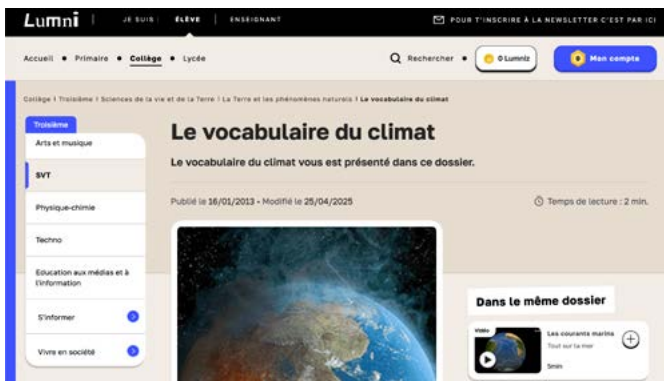 Lumni JE SUIS : ÉLÈVE ENSEIGNANT POUR T'INSCRIRE À LA NEWSLETTER C'EST PAR ICI
Accueil • Primaire • Collège • Lycée Rechercher • 0 Lumniz Mon compte
Collège | Troisième | Sciences de la vie et de la Terre | La Terre et les phénomènes naturels | Le vocabulaire du climat
Troisième
Arts et musique
SVT
Physique-chimie
Techno
Education aux médias et à
l'information
S'informer
Vivre en société
Le vocabulaire du climat
Le vocabulaire du climat vous est présenté dans ce dossier.
Publié le 16/01/2013 - Modifié le 25/04/2025
Temps de lecture : 2 min.
Dans le même dossier
Vidéo
Les courants marins
Tout sur la mer
5min